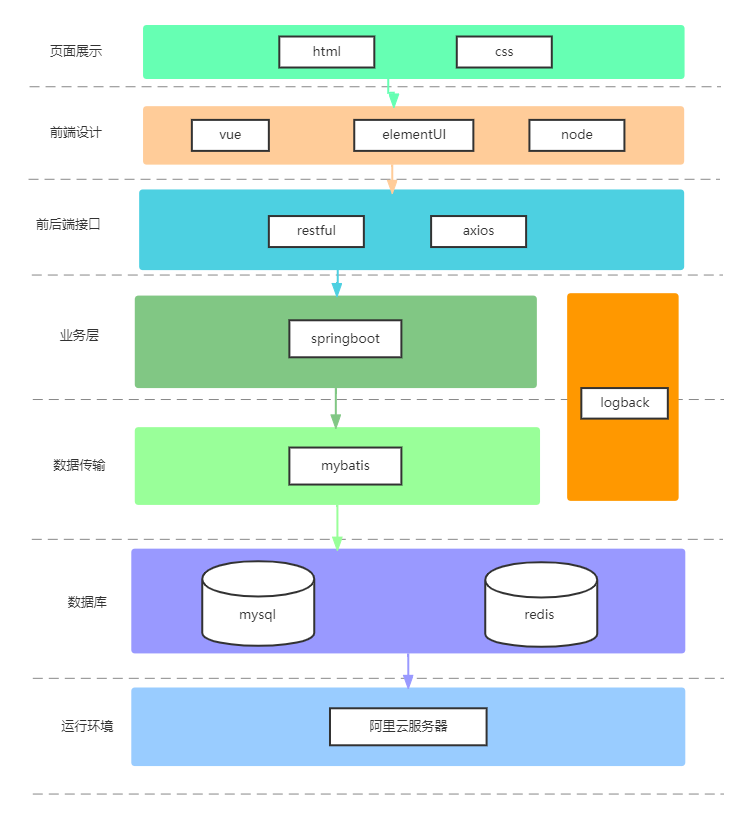 页面展示
html
css
前端设计
vue
elementUI
node
前后端接口
restful
axios
业务层
springboot
logback
数据传输
mybatis
数据库
mysql
redis
运行环境
阿里云服务器